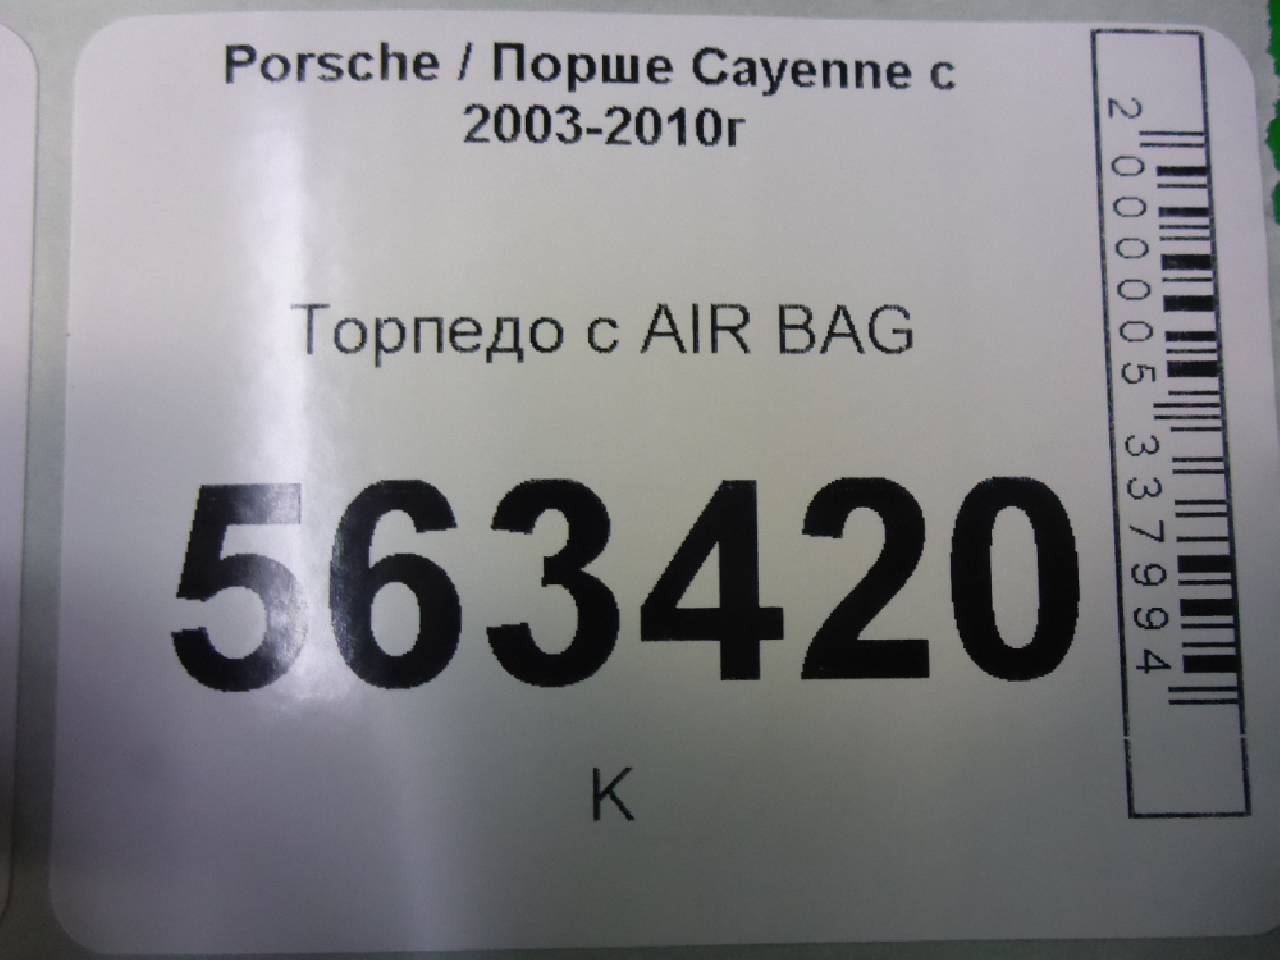 Porsche / Порше Cayenne с
2003-2010г
Торпедо с AIR BAG
563420
К
2000005337994